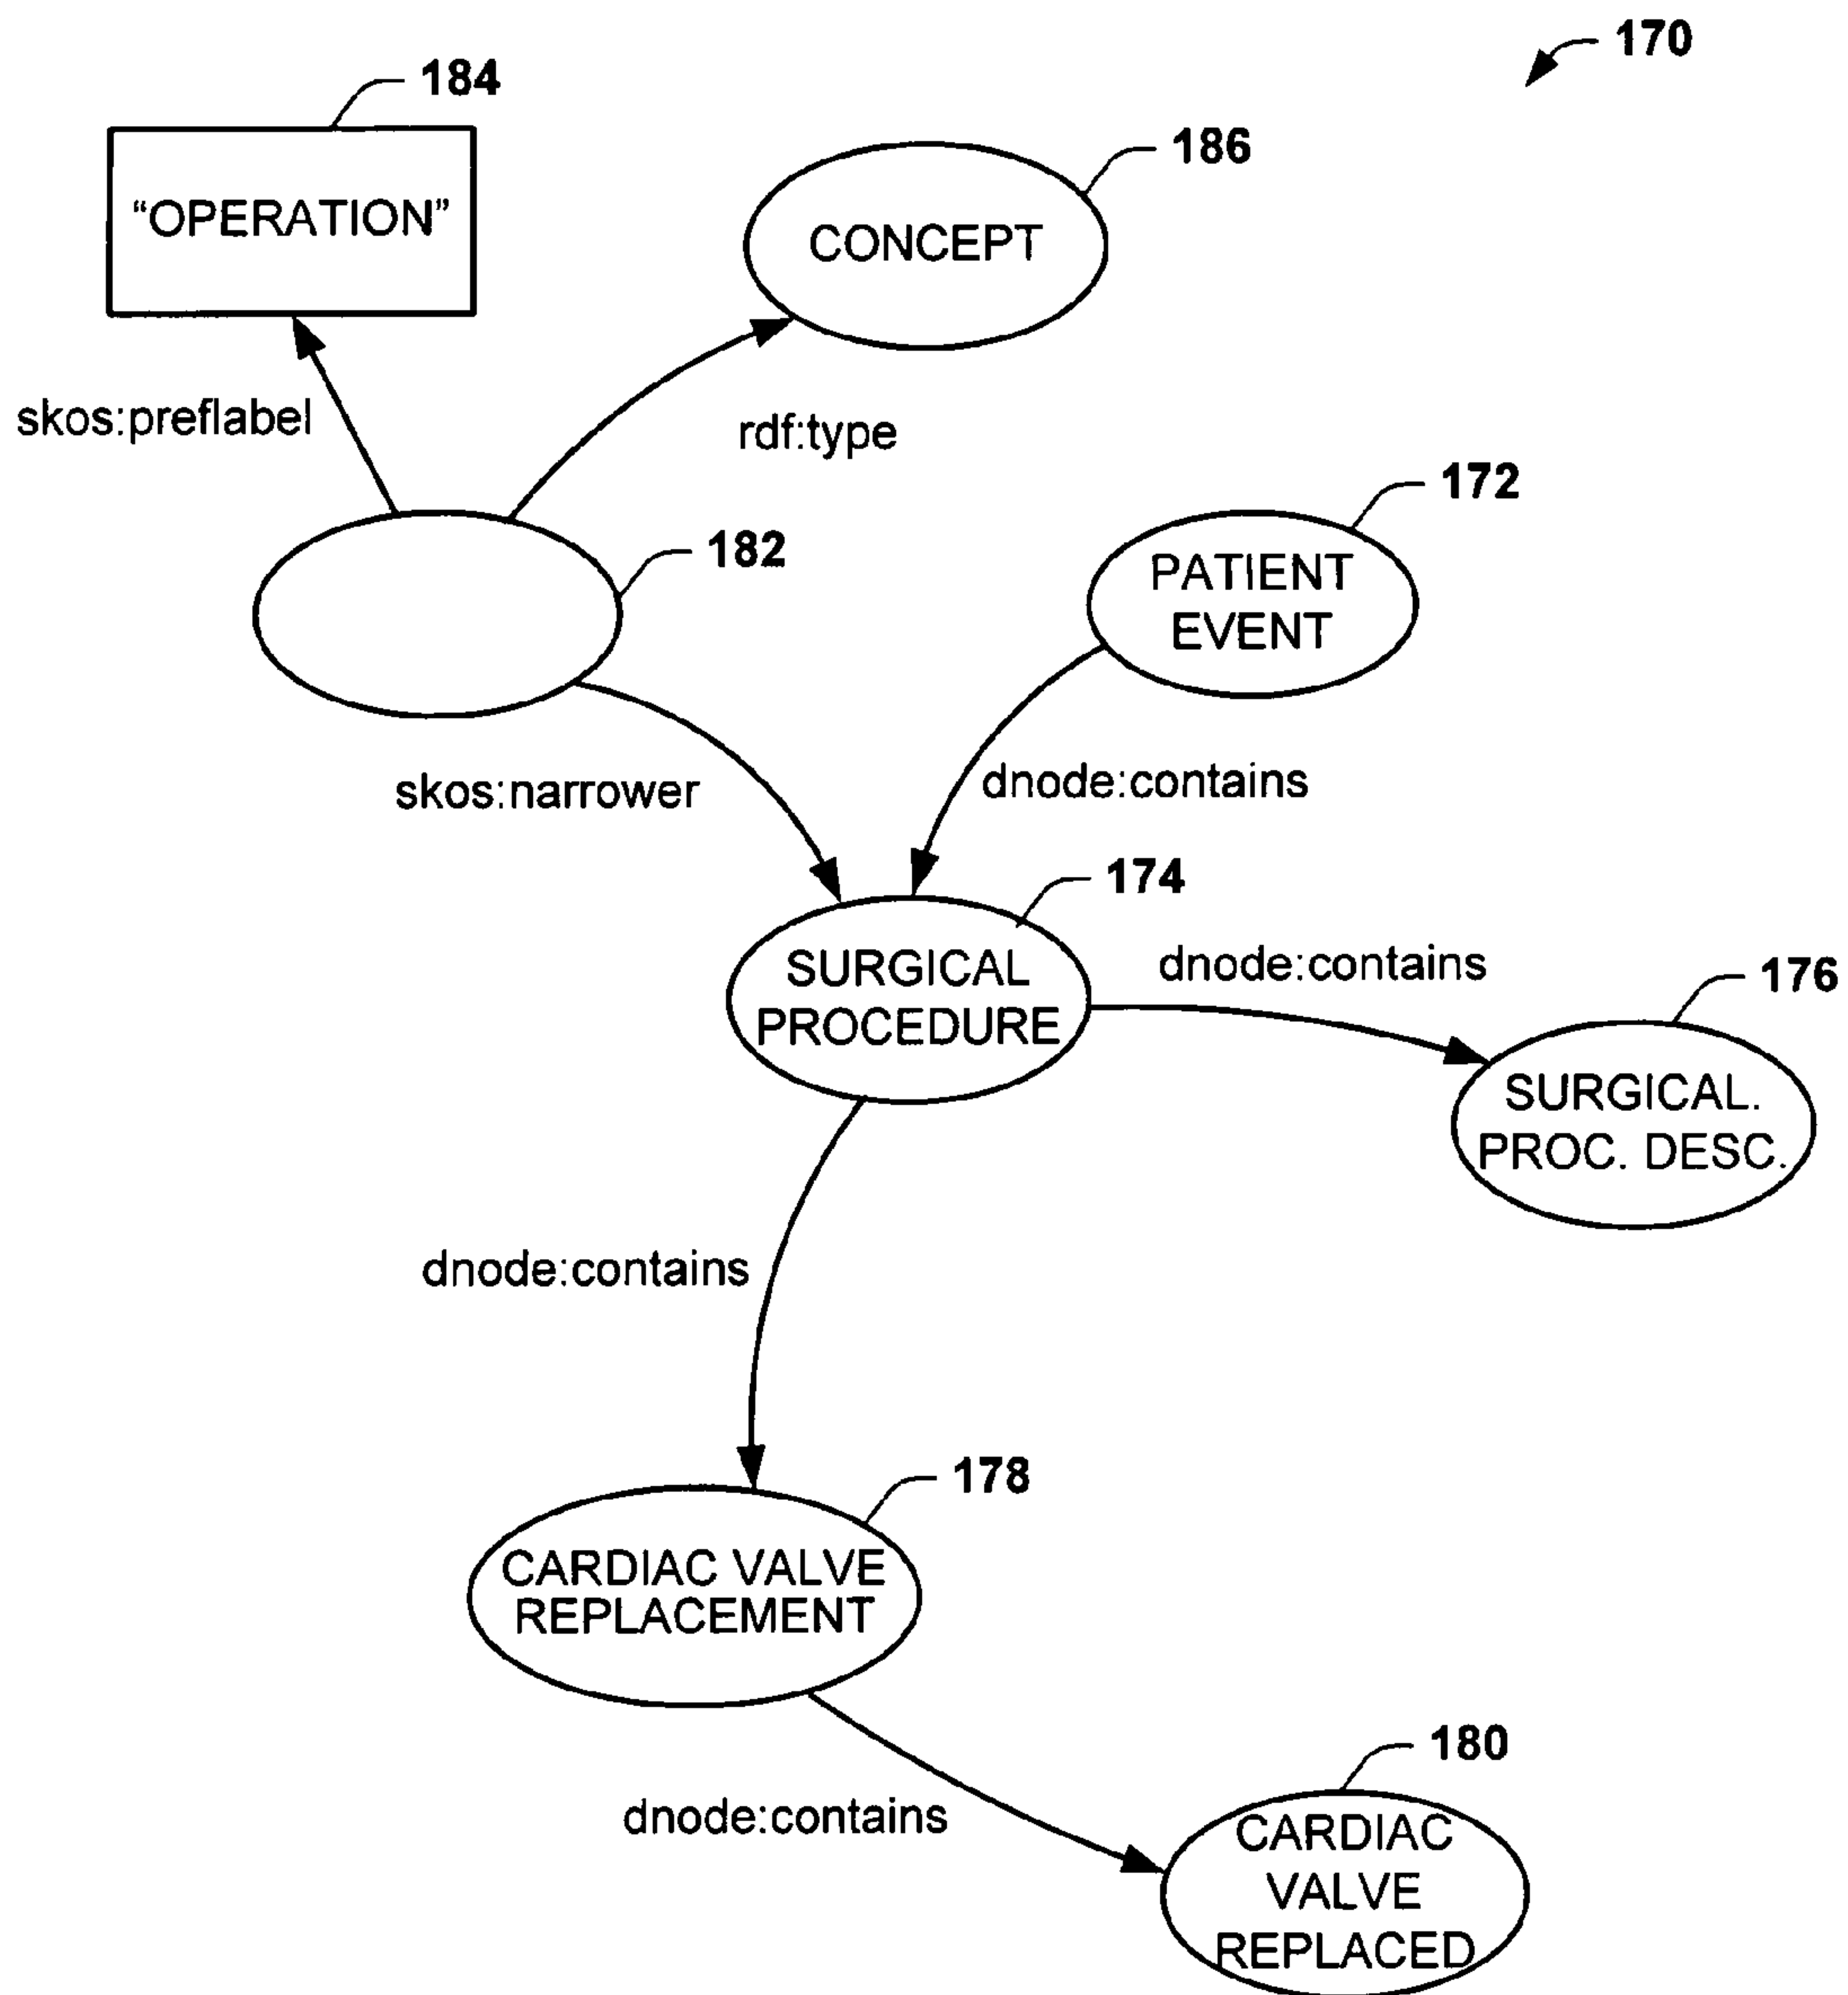 170
184
“OPERATION”
186
CONCEPT
skos:preflabel
rdf:type
172
182
PATIENT
EVENT
skos:narrower
dnode:contains
174
SURGICAL
PROCEDURE
dnode:contains
176
SURGICAL.
PROC. DESC.
dnode:contains
178
CARDIAC VALVE
REPLACEMENT
180
dnode:contains
CARDIAC
VALVE
REPLACED